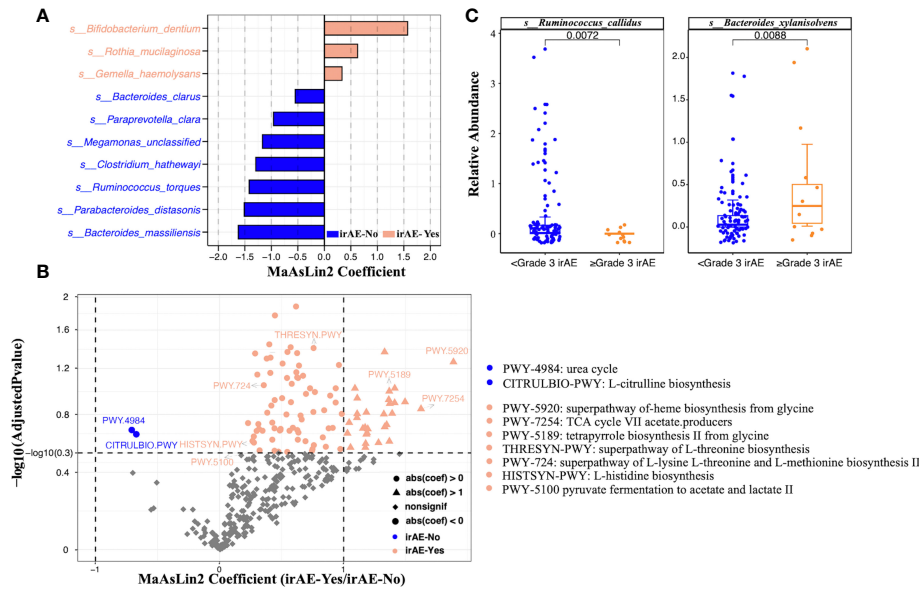 A
s__Bifidobacterium_dentium
s__Rothia_mucilaginosa
s__Gemella_haemolysans
s__Bacteroides_clarus
s__Paraprevotella_clara
s__Megamonas_unclassified
s__Clostridium_hathewayi
s__Ruminococcus_torques
s__Parabacteroides_distasonis
s__Bacteroides_massiliensis
irAE-No irAE-Yes
−2.0 −1.5 −1.0 −0.5 0.0 0.5 1.0 1.5 2.0
MaAsLin2 Coefficient
C
s__Ruminococcus_callidus
0.0072
4
3
2
1
0
Relative Abundance
<Grade 3 irAE ≥Grade 3 irAE
s__Bacteroides_xylanisolvens
0.0088
2.0
1.5
1.0
0.5
0.0
<Grade 3 irAE ≥Grade 3 irAE
B
2
1.6
1.2
0.8
−log10(0.3)
0.4
0
−log10(AdjustedPvalue)
THRESYN.PWY
PWY.5920
PWY.5189
PWY.724
PWY.7254
PWY.4984
CITRULBIO.PWY
HISTSYN.PWY
PWY.5100
abs(coef) > 0
abs(coef) > 1
nonsignif
abs(coef) < 0
irAE-No
irAE-Yes
−1 0 1
MaAsLin2 Coefficient (irAE-Yes/irAE-No)
PWY-4984: urea cycle
CITRULBIO-PWY: L-citrulline biosynthesis
PWY-5920: superpathway of-heme biosynthesis from glycine
PWY-7254: TCA cycle VII acetate.producers
PWY-5189: tetrapyrrole biosynthesis II from glycine
THRESYN-PWY: superpathway of L-threonine biosynthesis
PWY-724: superpathway of L-lysine L-threonine and L-methionine biosynthesis II
HISTSYN-PWY: L-histidine biosynthesis
PWY-5100 pyruvate fermentation to acetate and lactate II